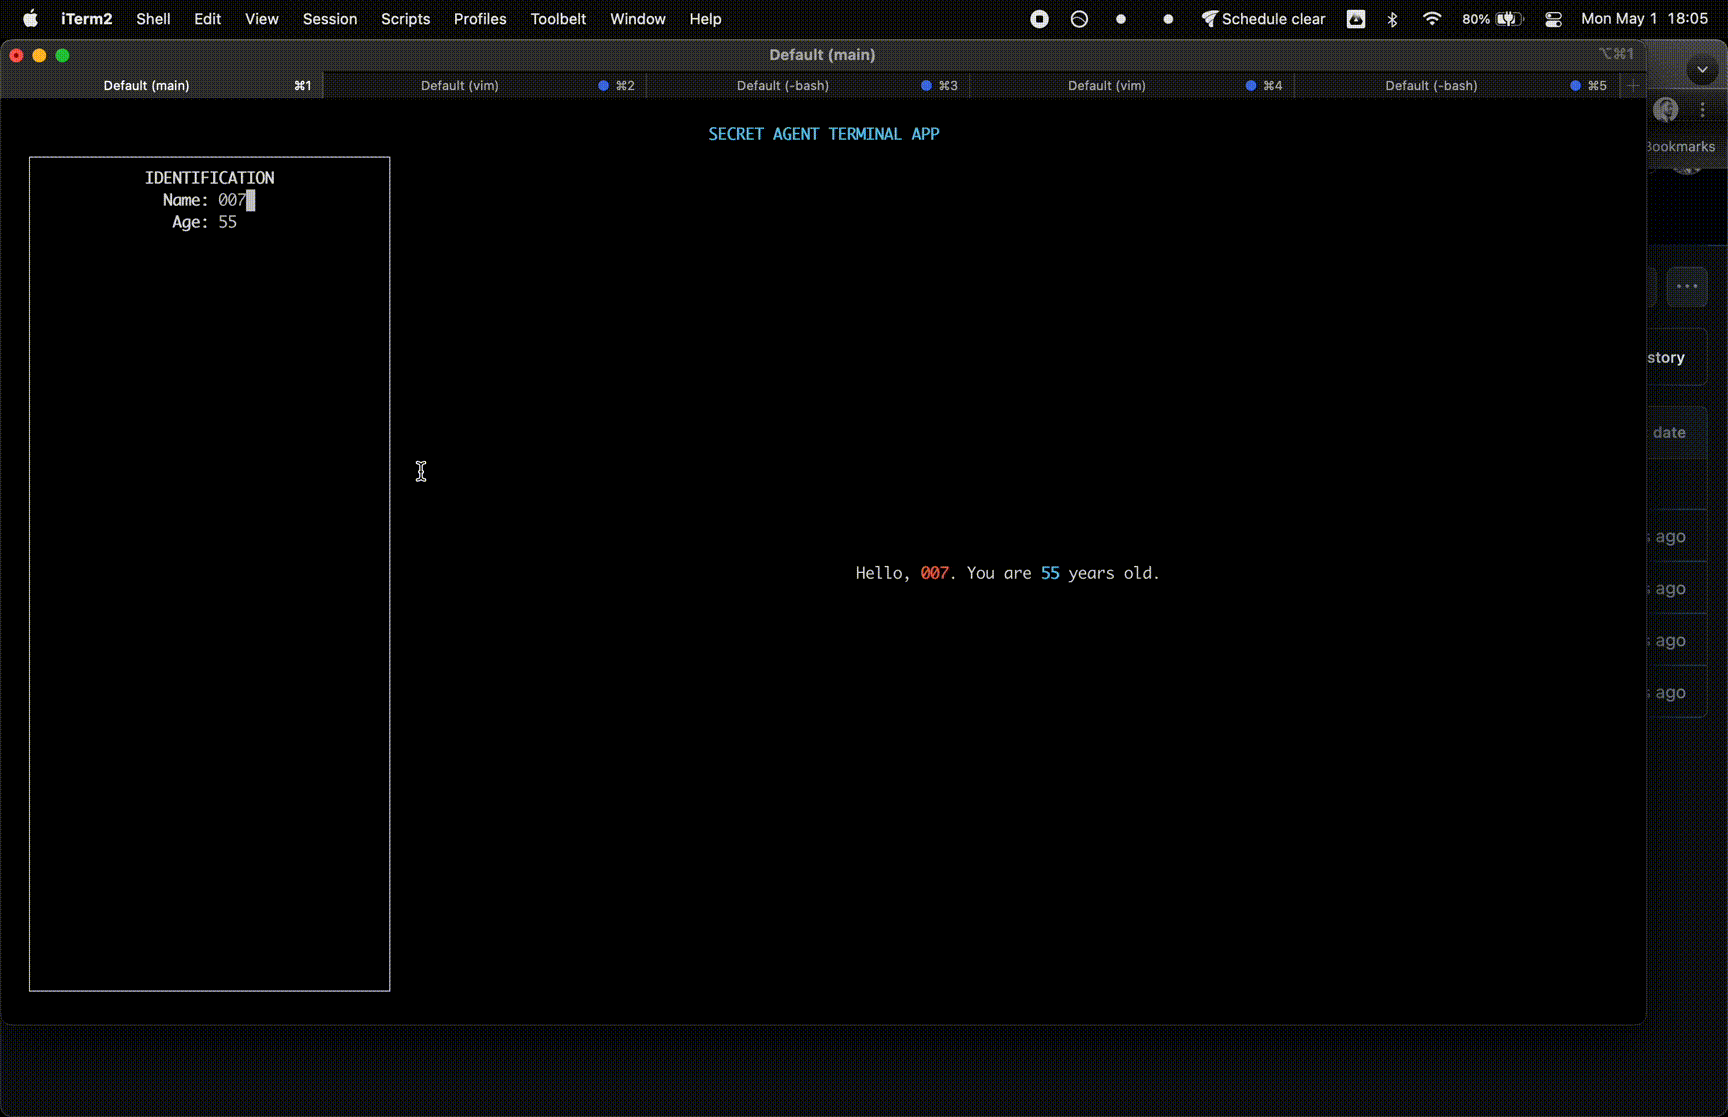 iTerm2 Shell Edit View Session Scripts Profiles Toolbelt Window Help Schedule clear 80% Mon May 1 18:05
Default (main) ⌥⌘1
Default (main) ⌘1 Default (vim) ⌘2 Default (-bash) ⌘3 Default (vim) ⌘4 Default (-bash) ⌘5 +
Bookmarks
SECRET AGENT TERMINAL APP
IDENTIFICATION
Name: 007
Age: 55
story
date
s ago
Hello, 007. You are 55 years old.
s ago
s ago
s ago